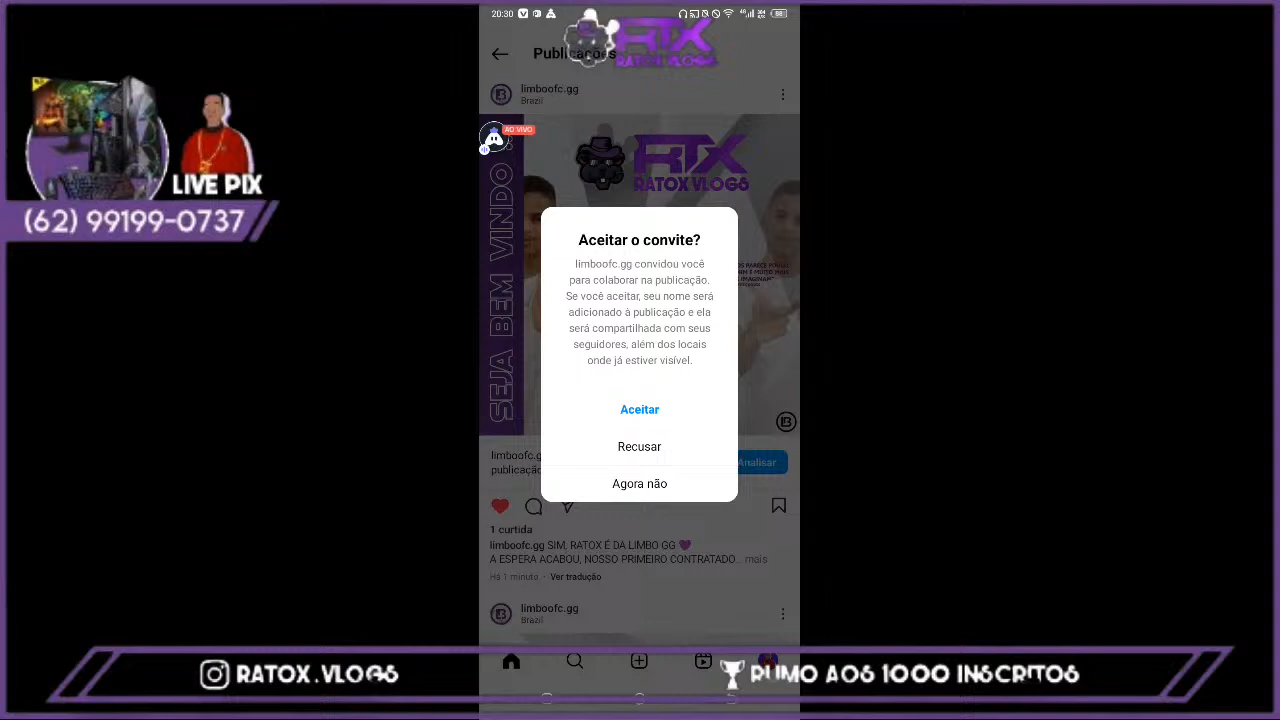 20:30
98
Publicações
RTX
RATOX VLOGS
limboofc.gg
Brazil
AO VIVO
RTX
RATOX VLOGS
SEJA BEM VINDO
LIVE PIX
(62) 99199-0737
Aceitar o convite?
limboofc.gg convidou você
para colaborar na publicação.
Se você aceitar, seu nome será
adicionado à publicação e ela
será compartilhada com seus
seguidores, além dos locais
onde já estiver visível.
Aceitar
Recusar
Agora não
limboofc.g
publicação
Analisar
1 curtida
limboofc.gg SIM, RATOX É DA LIMBO GG 💜
A ESPERA ACABOU, NOSSO PRIMEIRO CONTRATADO... mais
Há 1 minuto · Ver tradução
limboofc.gg
Brazil
RATOX.VLOGS
RUMO AOS 1000 INSCRITOS